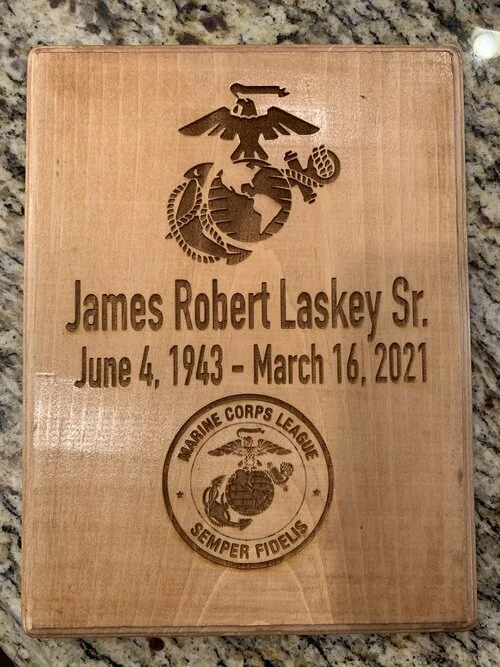 James Robert Laskey Sr.
June 4, 1943 - March 16, 2021
MARINE CORPS LEAGUE
SEMPER FIDELIS